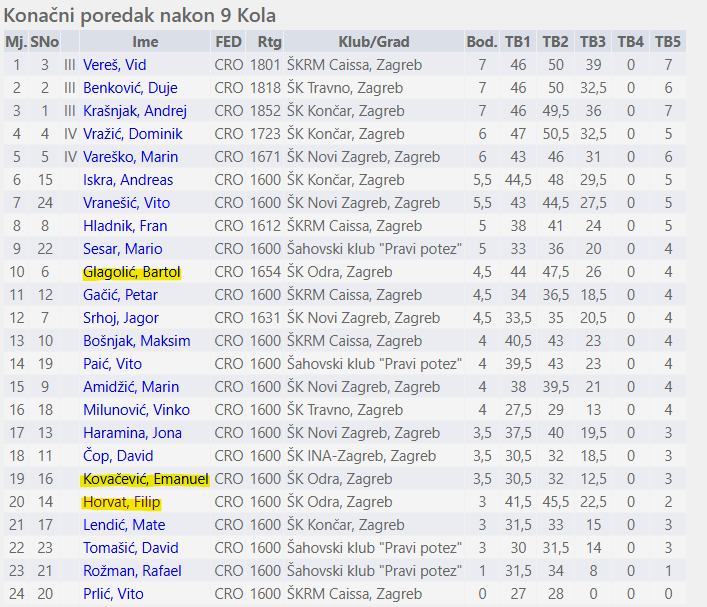 Konačni poredak nakon 9 Kola
Mj. SNo Ime FED Rtg Klub/Grad Bod. TB1 TB2 TB3 TB4 TB5
1 3 III Vereš, Vid CRO 1801 ŠKRM Caissa, Zagreb 7 46 50 39 0 7
2 2 III Benković, Duje CRO 1818 ŠK Travno, Zagreb 7 46 50 32,5 0 6
3 1 III Krašnjak, Andrej CRO 1852 ŠK Končar, Zagreb 7 46 49,5 36 0 7
4 4 IV Vražić, Dominik CRO 1723 ŠK Končar, Zagreb 6 47 50,5 32,5 0 5
5 5 IV Vareško, Marin CRO 1671 ŠK Novi Zagreb, Zagreb 6 43 46 31 0 6
6 15 Iskra, Andreas CRO 1600 ŠK Končar, Zagreb 5,5 44,5 48 29,5 0 5
7 24 Vranešić, Vito CRO 1600 ŠK Novi Zagreb, Zagreb 5,5 43 44,5 27,5 0 5
8 8 Hladnik, Fran CRO 1612 ŠKRM Caissa, Zagreb 5 38 41 24 0 5
9 22 Sesar, Mario CRO 1600 Šahovski klub "Pravi potez" 5 33 36 20 0 4
10 6 Glagolić, Bartol CRO 1654 ŠK Odra, Zagreb 4,5 44 47,5 26 0 4
11 12 Gačić, Petar CRO 1600 ŠKRM Caissa, Zagreb 4,5 34 36,5 18,5 0 4
12 7 Srhoj, Jagor CRO 1631 ŠK Novi Zagreb, Zagreb 4,5 33,5 35 20,5 0 4
13 10 Bošnjak, Maksim CRO 1600 ŠKRM Caissa, Zagreb 4 40,5 43 23 0 4
14 19 Paić, Vito CRO 1600 Šahovski klub "Pravi potez" 4 39,5 43 23 0 4
15 9 Amidžić, Marin CRO 1600 ŠK Novi Zagreb, Zagreb 4 38 39,5 21 0 4
16 18 Milunović, Vinko CRO 1600 ŠK Travno, Zagreb 4 27,5 29 13 0 4
17 13 Haramina, Jona CRO 1600 ŠK Novi Zagreb, Zagreb 3,5 37,5 40 19,5 0 3
18 11 Čop, David CRO 1600 ŠK INA-Zagreb, Zagreb 3,5 30,5 32 18,5 0 3
19 16 Kovačević, Emanuel CRO 1600 ŠK Odra, Zagreb 3,5 30,5 32 12,5 0 3
20 14 Horvat, Filip CRO 1600 ŠK Odra, Zagreb 3 41,5 45,5 22,5 0 2
21 17 Lendić, Mate CRO 1600 ŠK Končar, Zagreb 3 31,5 33 15 0 3
22 23 Tomašić, David CRO 1600 Šahovski klub "Pravi potez" 3 30 31,5 14 0 3
23 21 Rožman, Rafael CRO 1600 Šahovski klub "Pravi potez" 1 31,5 34 8 0 1
24 20 Prlić, Vito CRO 1600 ŠKRM Caissa, Zagreb 0 27 28 0 0 0